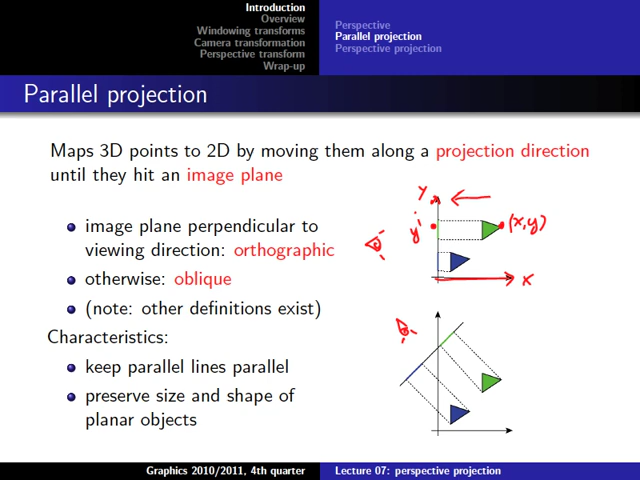 Introduction
Overview
Windowing transforms
Camera transformation
Perspective transform
Wrap-up
Perspective
Parallel projection
Perspective projection
Parallel projection
Maps 3D points to 2D by moving them along a projection direction
until they hit an image plane
image plane perpendicular to
viewing direction: orthographic
otherwise: oblique
(note: other definitions exist)
Characteristics:
keep parallel lines parallel
preserve size and shape of
planar objects
y
(x,y)
y'
x
Graphics 2010/2011, 4th quarter
Lecture 07: perspective projection